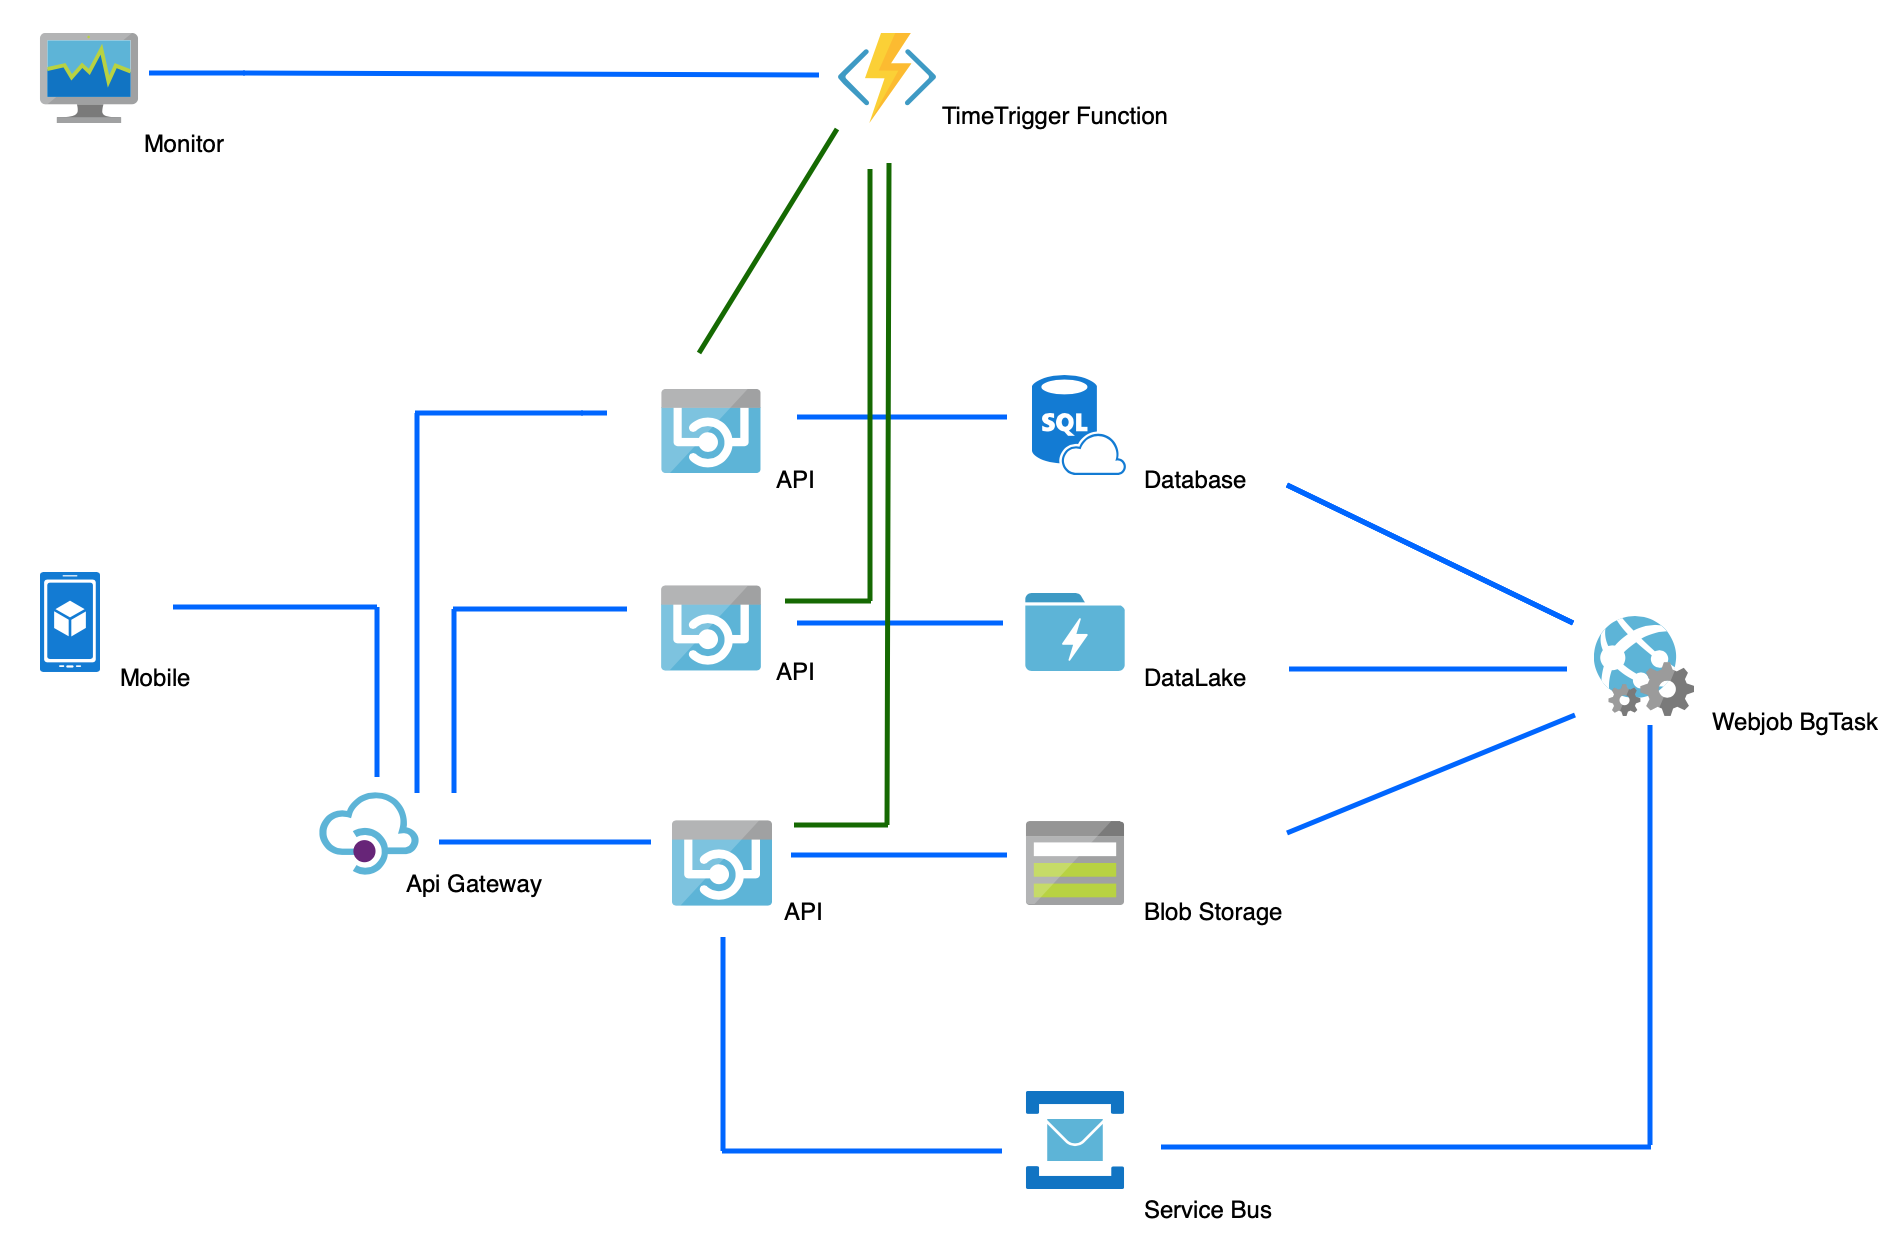 TimeTrigger Function
Monitor
API
SQL
Database
Mobile
API
DataLake
Webjob BgTask
Api Gateway
API
Blob Storage
Service Bus